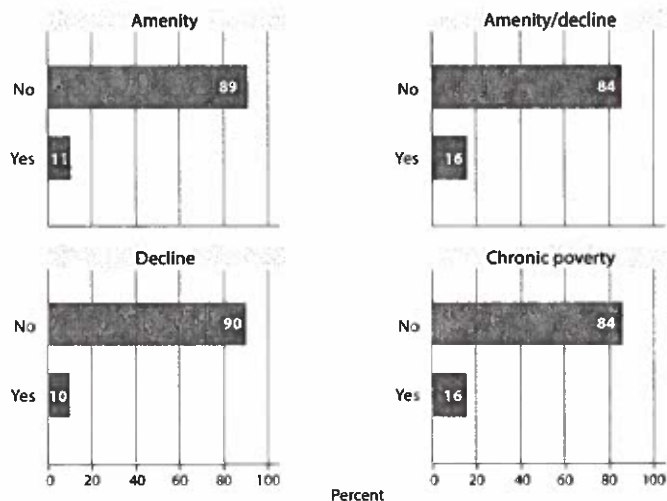 Amenity
No 89
Yes 11
Amenity/decline
No 84
Yes 16
Decline
No 90
Yes 10
0 20 40 60 80 100
Chronic poverty
No 84
Yes 16
0 20 40 60 80 100
Percent